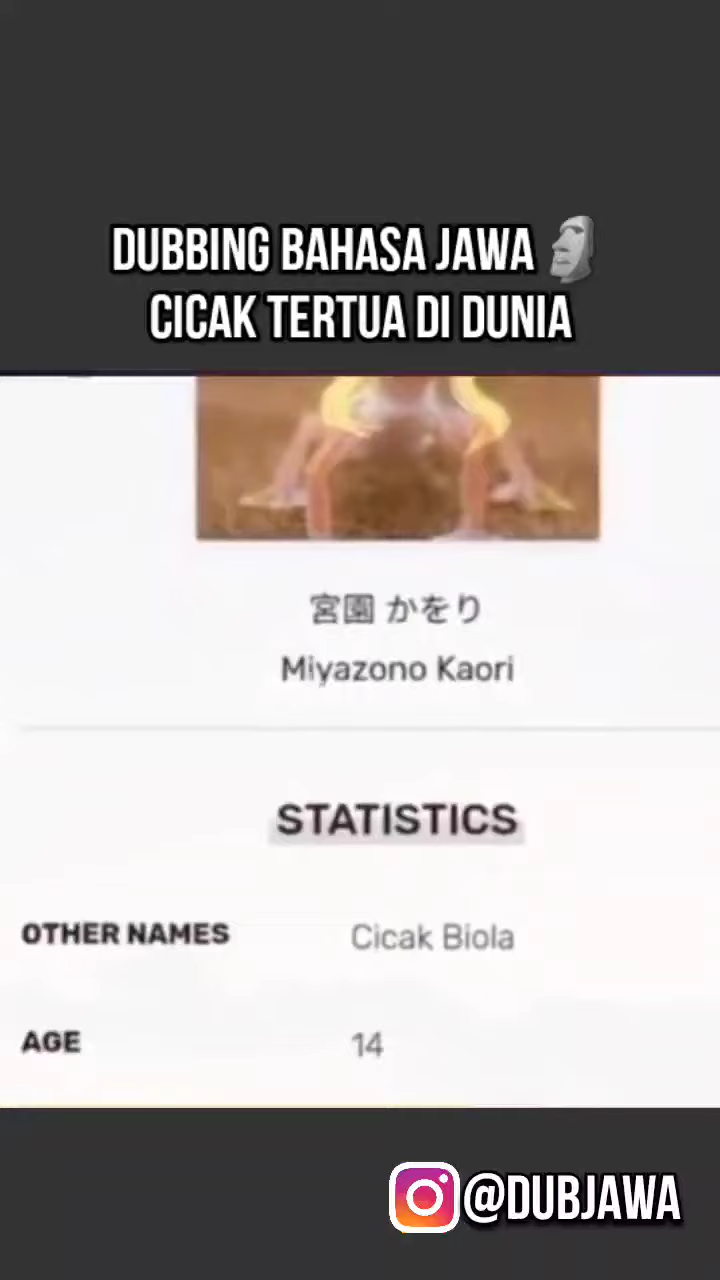 DUBBING BAHASA JAWA 🗿
CICAK TERTUA DI DUNIA
宮園 かをり
Miyazono Kaori
STATISTICS
OTHER NAMES Cicak Biola
AGE 14
@DUBJAWA